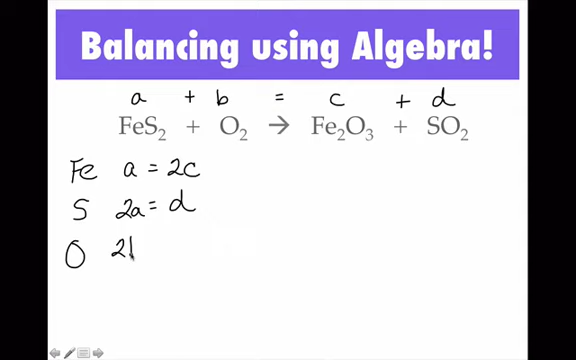 Balancing using Algebra!
a + b = c + d
FeS₂ + O₂ → Fe₂O₃ + SO₂
Fe a = 2c
S 2a = d
O 2